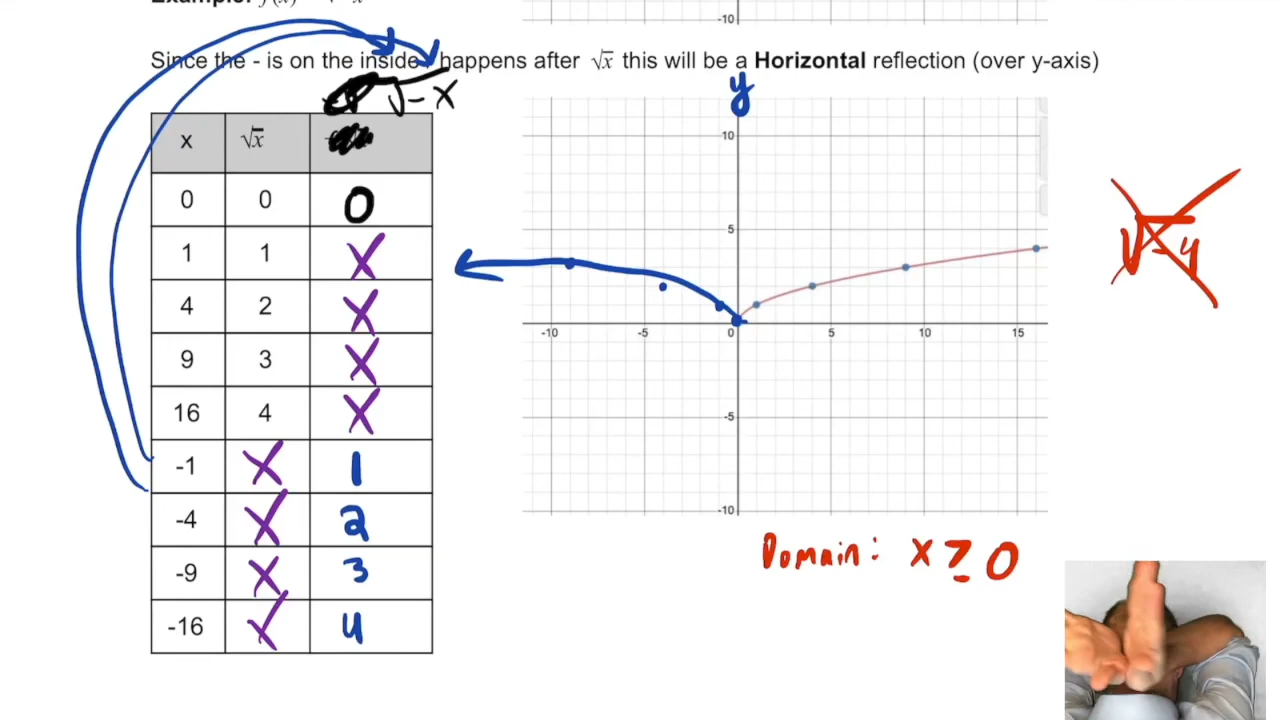 -10
Since the - is on the inside happens after √x this will be a Horizontal reflection (over y-axis)
y
√-x
x √x
0 0 0
1 1 X
4 2 X
9 3 X
16 4 X
-1 X 1
-4 X 2
-9 X 3
-16 4
10
5
-10 -5 0 5 10 15
-5
-10
Domain: x ≥ 0
√-4